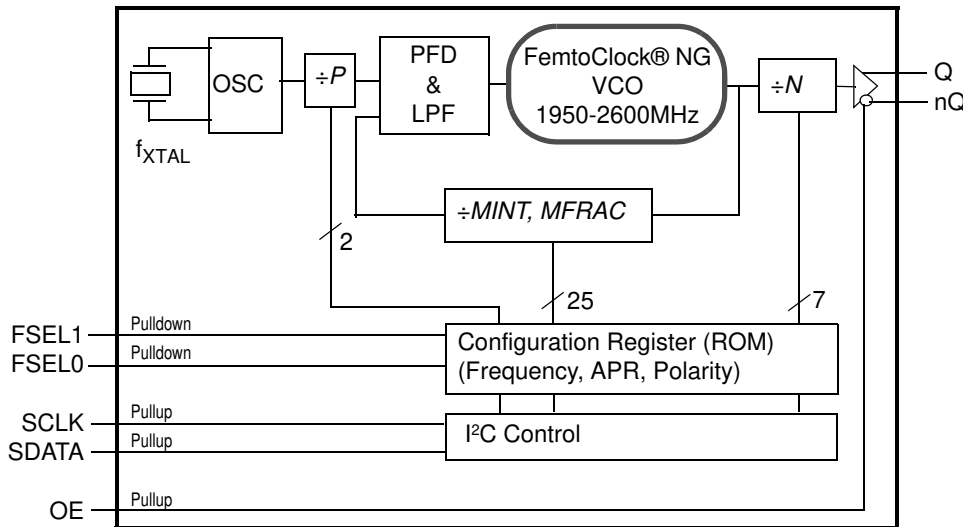 PFD
&
LPF
FemtoClock® NG
VCO
1950-2600MHz
OSC
÷P
÷N
Q
nQ
fXTAL
÷MINT, MFRAC
2
25
7
FSEL1
Pulldown
FSEL0
Pulldown
Configuration Register (ROM)
(Frequency, APR, Polarity)
SCLK
Pullup
SDATA
Pullup
I²C Control
OE
Pullup